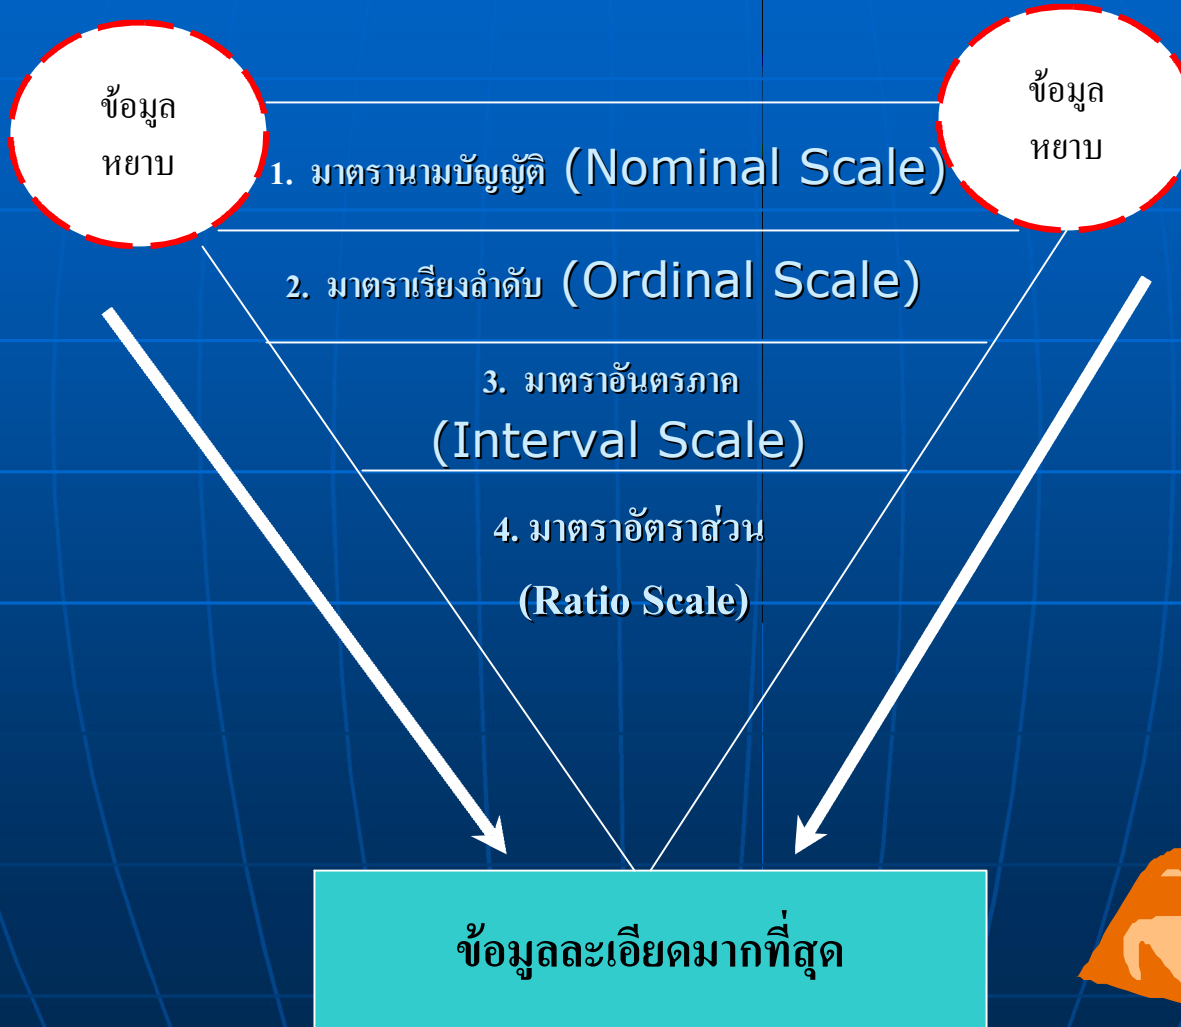 ข้อมูล
หยาบ
ข้อมูล
หยาบ
1. มาตรานามบัญญัติ (Nominal Scale)
2. มาตราเรียงลำดับ (Ordinal Scale)
3. มาตราอันตรภาค
(Interval Scale)
4. มาตราอัตราส่วน
(Ratio Scale)
ข้อมูลละเอียดมากที่สุด